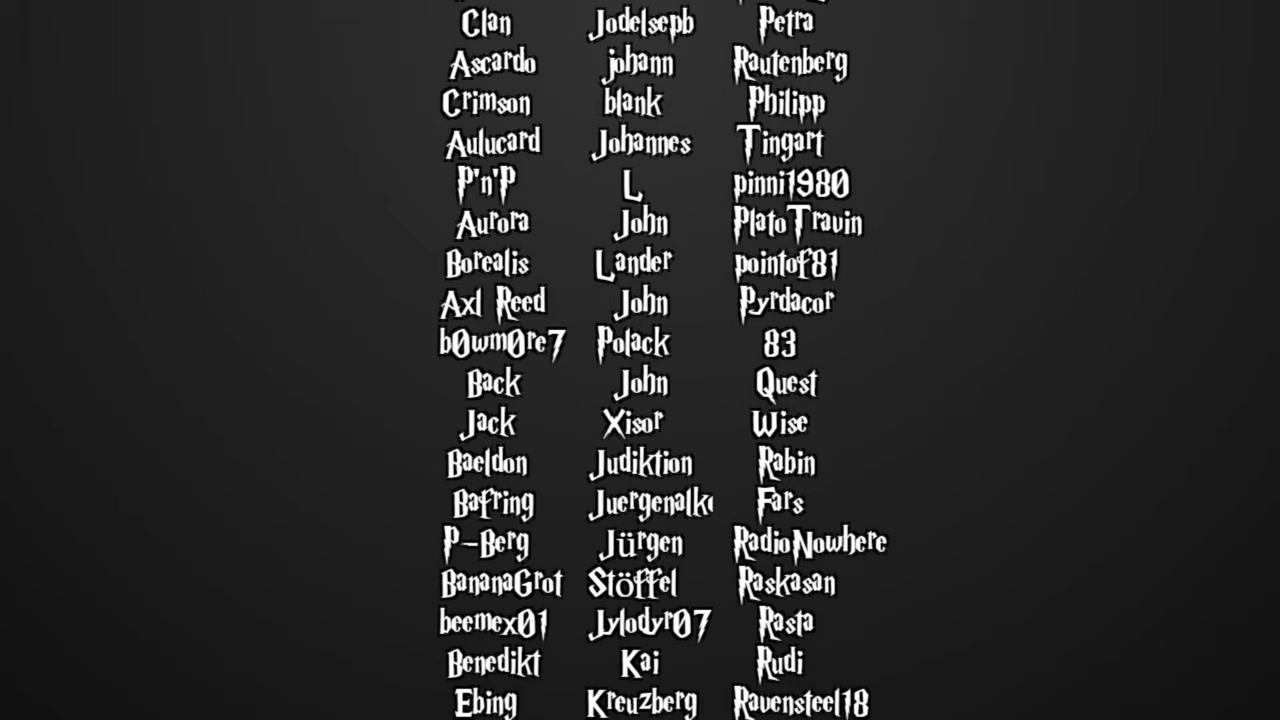 Clan Jodelsepb Petra
Ascardo johann Rautenberg
Crimson blank Philipp
Aulucard Johannes Tingart
P'n'P L pinni1980
Aurora John PlatoTravin
Borealis Lander pointof81
Axl Reed John Pyrdacor
b0wm0re7 Polack 83
Back John Quest
Jack Xisor Wise
Baeldon Judiktion Rabin
Bafring Juergenalk Fars
P-Berg Jürgen RadioNowhere
BananaGrot Stöffel Raskasan
beemex01 Jylodyr07 Rasta
Benedikt Kai Rudi
Ebing Kreuzberg Ravensteel18